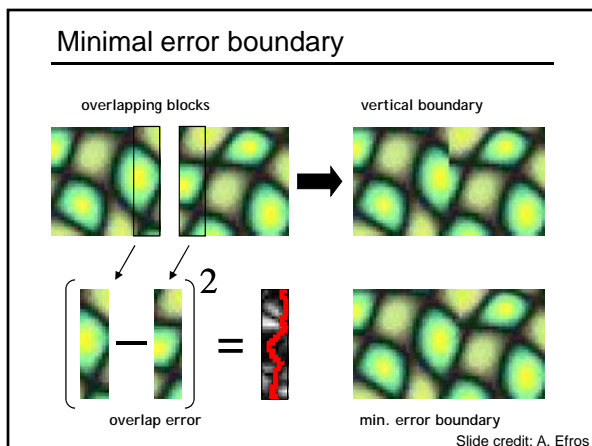 Minimal error boundary
overlapping blocks
vertical boundary
( — )² =
overlap error
min. error boundary
Slide credit: A. Efros